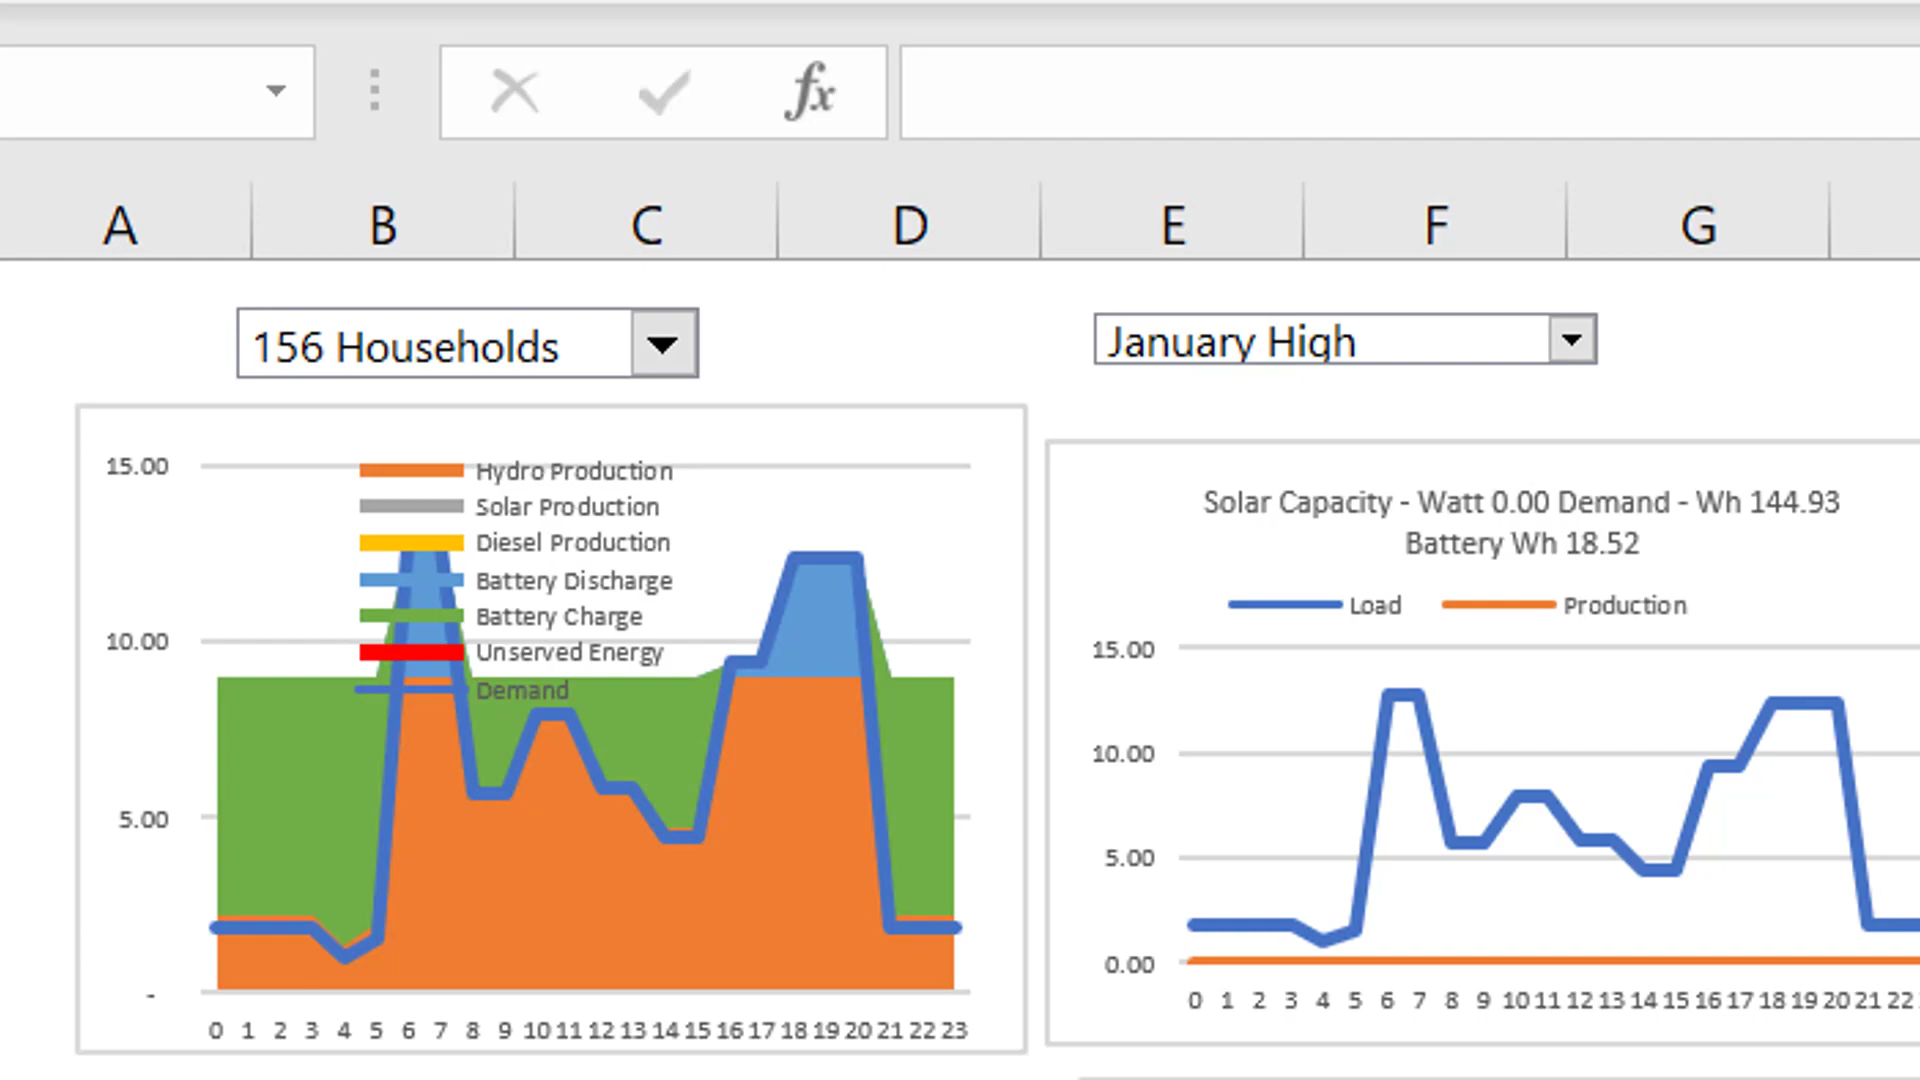 fx
A B C D E F G
156 Households
January High
15.00
10.00
5.00
-
Hydro Production
Solar Production
Diesel Production
Battery Discharge
Battery Charge
Unserved Energy
Demand
0 1 2 3 4 5 6 7 8 9 10 11 12 13 14 15 16 17 18 19 20 21 22 23
Solar Capacity - Watt 0.00 Demand - Wh 144.93
Battery Wh 18.52
Load Production
15.00
10.00
5.00
0.00
0 1 2 3 4 5 6 7 8 9 10 11 12 13 14 15 16 17 18 19 20 21 22